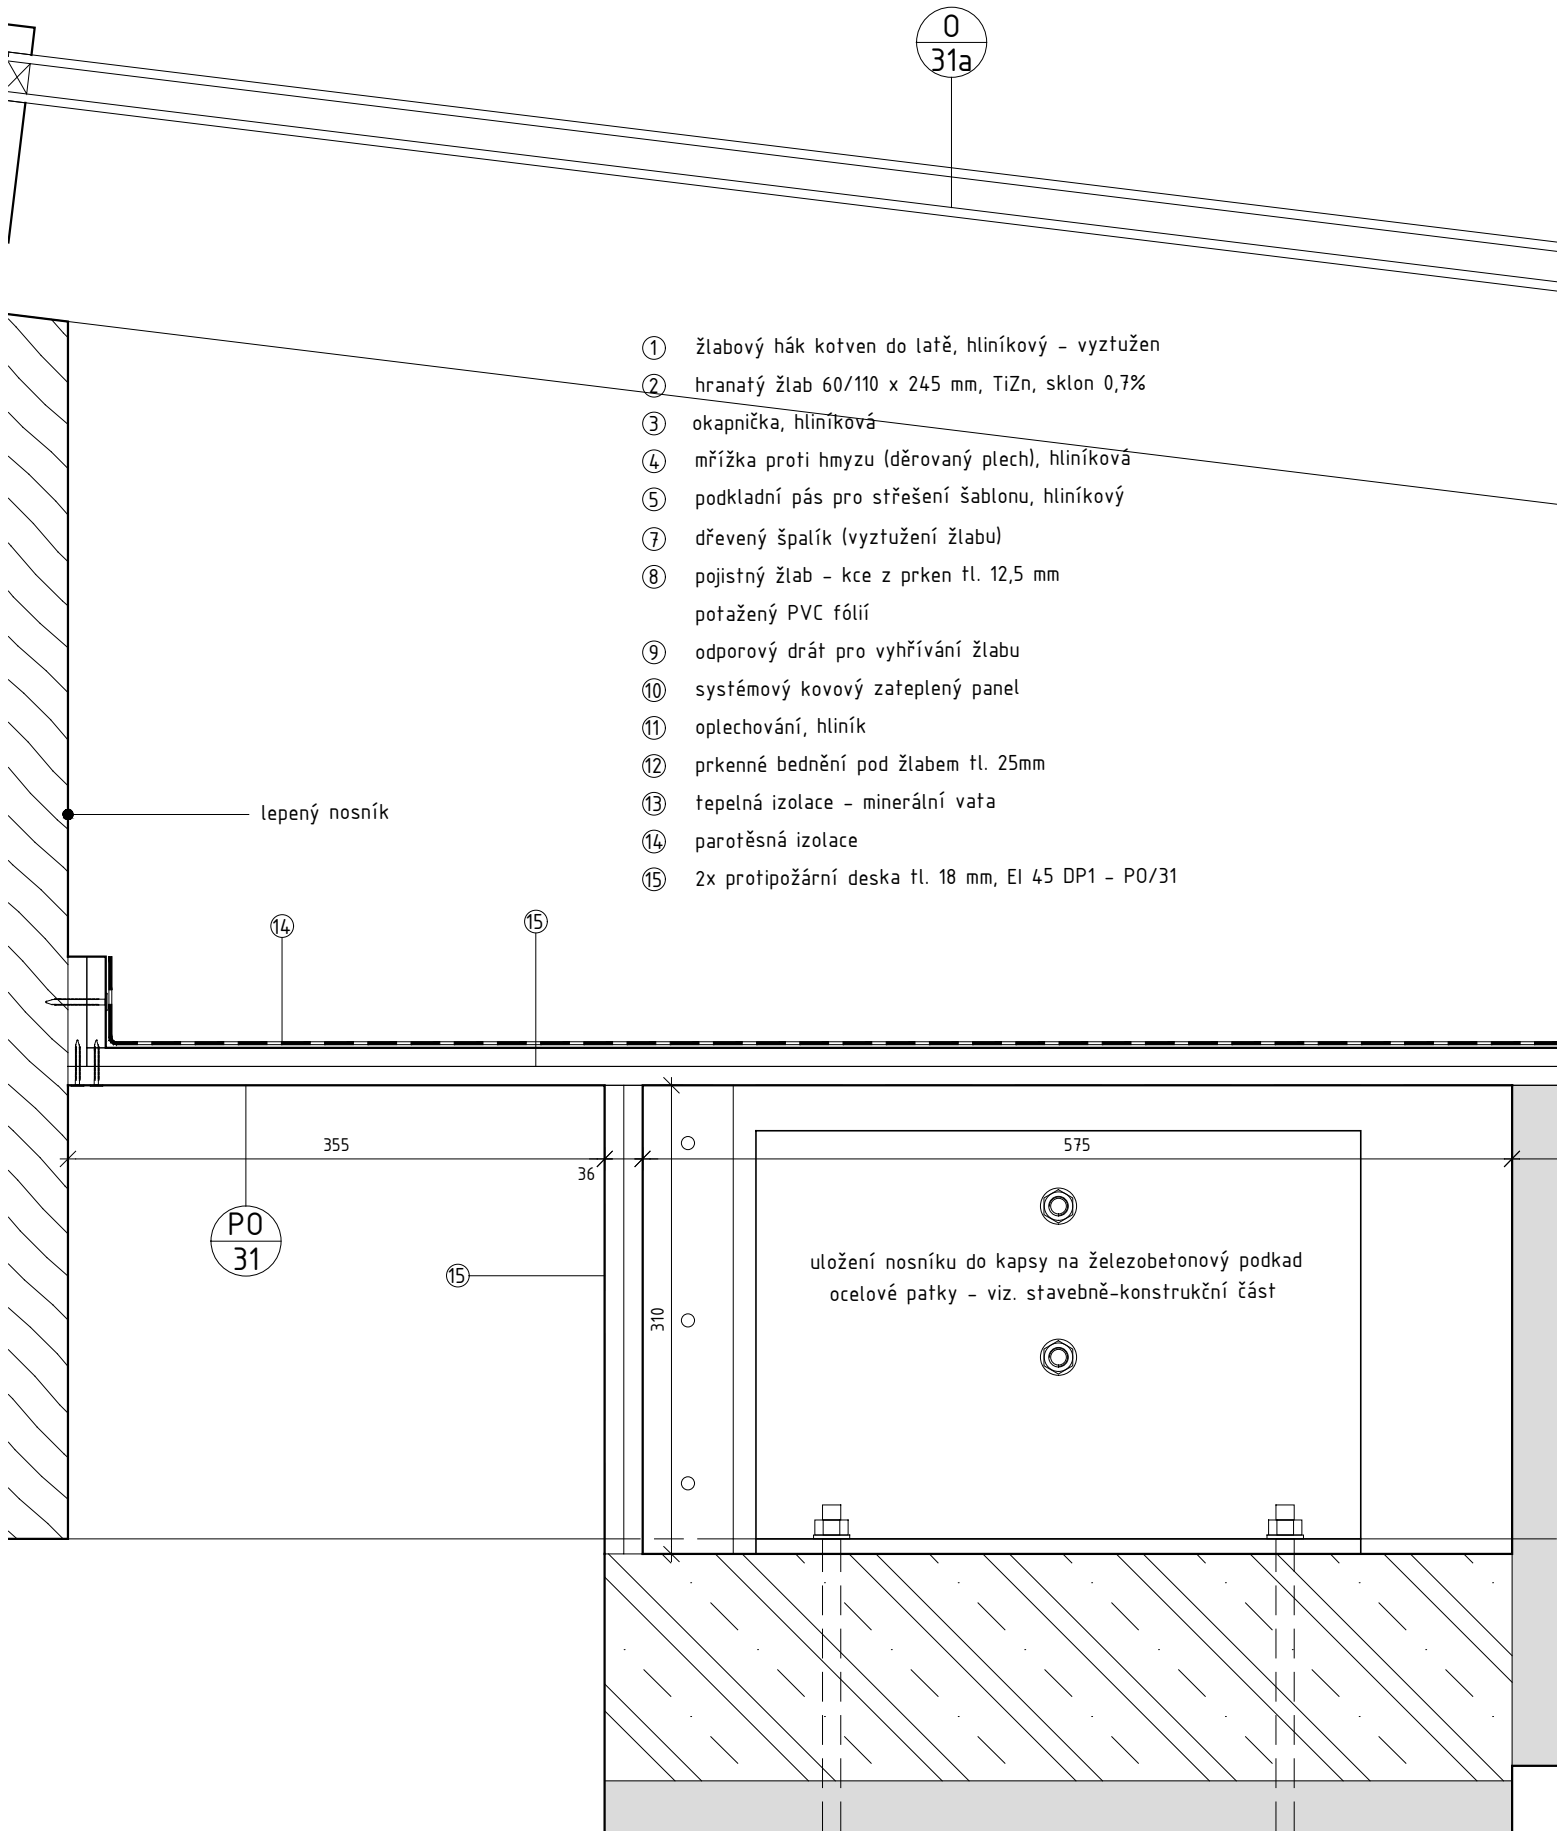 O
31a
① žlabový hák kotven do latě, hliníkový - vyztužen
② hranatý žlab 60/110 x 245 mm, TiZn, sklon 0,7%
③ okapnička, hliníková
④ mřížka proti hmyzu (děrovaný plech), hliníková
⑤ podkladní pás pro střešení šablonu, hliníkový
⑦ dřevený špalík (vyztužení žlabu)
⑧ pojistný žlab - kce z prken tl. 12,5 mm
potažený PVC fólií
⑨ odporový drát pro vyhřívání žlabu
⑩ systémový kovový zateplený panel
⑪ oplechování, hliník
⑫ prkenné bednění pod žlabem tl. 25mm
⑬ tepelná izolace - minerální vata
⑭ parotěsná izolace
⑮ 2x protipožární deska tl. 18 mm, EI 45 DP1 - PO/31
lepený nosník
⑭
⑮
355
36
575
PO
31
⑮
310
uložení nosníku do kapsy na železobetonový podkad
ocelové patky - viz. stavebně-konstrukční část